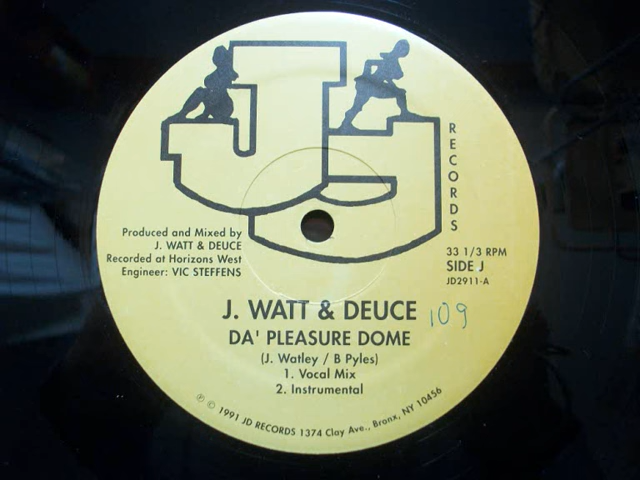 JD
RECORDS
Produced and Mixed by
J. WATT & DEUCE
Recorded at Horizons West
Engineer: VIC STEFFENS
33 1/3 RPM
SIDE J
JD2911-A
J. WATT & DEUCE
109
DA' PLEASURE DOME
(J. Watley / B Pyles)
1. Vocal Mix
2. Instrumental
℗ © 1991 JD RECORDS 1374 Clay Ave., Bronx, NY 10456